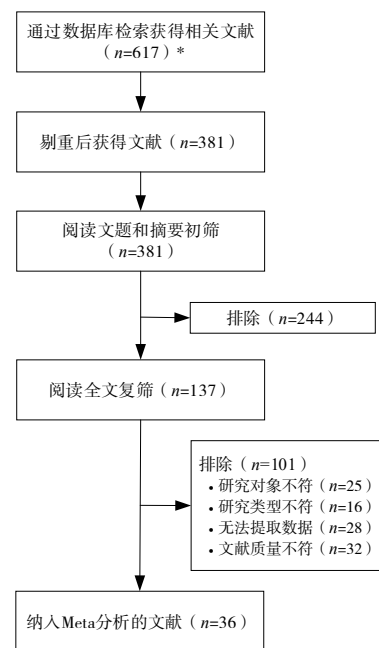 通过数据库检索获得相关文献
（n=617）*
剔重后获得文献（n=381）
阅读文题和摘要初筛
（n=381）
排除（n=244）
阅读全文复筛（n=137）
排除（n=101）
• 研究对象不符（n=25）
• 研究类型不符（n=16）
• 无法提取数据（n=28）
• 文献质量不符（n=32）
纳入Meta分析的文献（n=36）